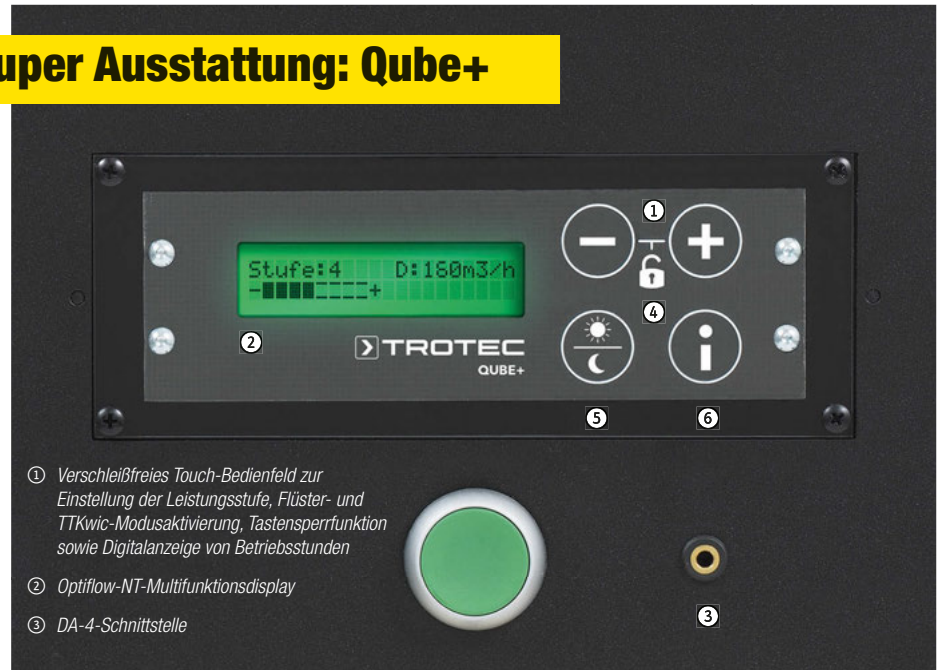 uper Ausstattung: Qube+
Stufe:4 D:160m3/h
- +
①
④
②
TROTEC
QUBE+
⑤ ⑥
① Verschleißfreies Touch-Bedienfeld zur
Einstellung der Leistungsstufe, Flüster- und
TTKwic-Modusaktivierung, Tastensperrfunktion
sowie Digitalanzeige von Betriebsstunden
② Optiflow-NT-Multifunktionsdisplay
③ DA-4-Schnittstelle
③